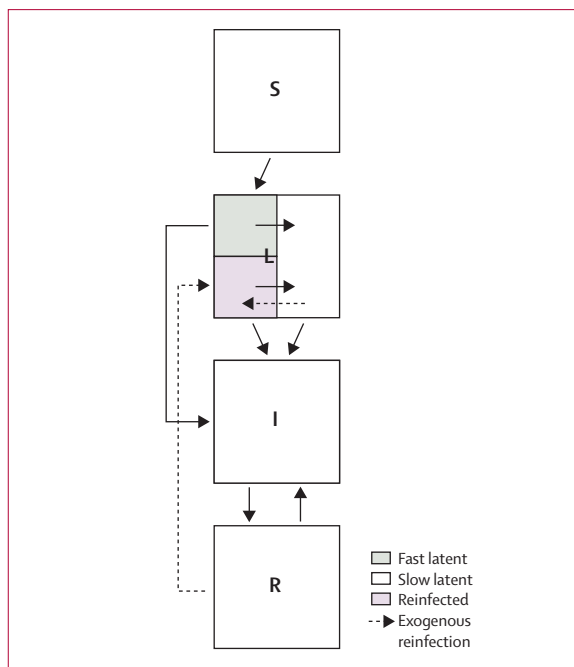 S
L
I
R
Fast latent
Slow latent
Reinfected
Exogenous
reinfection